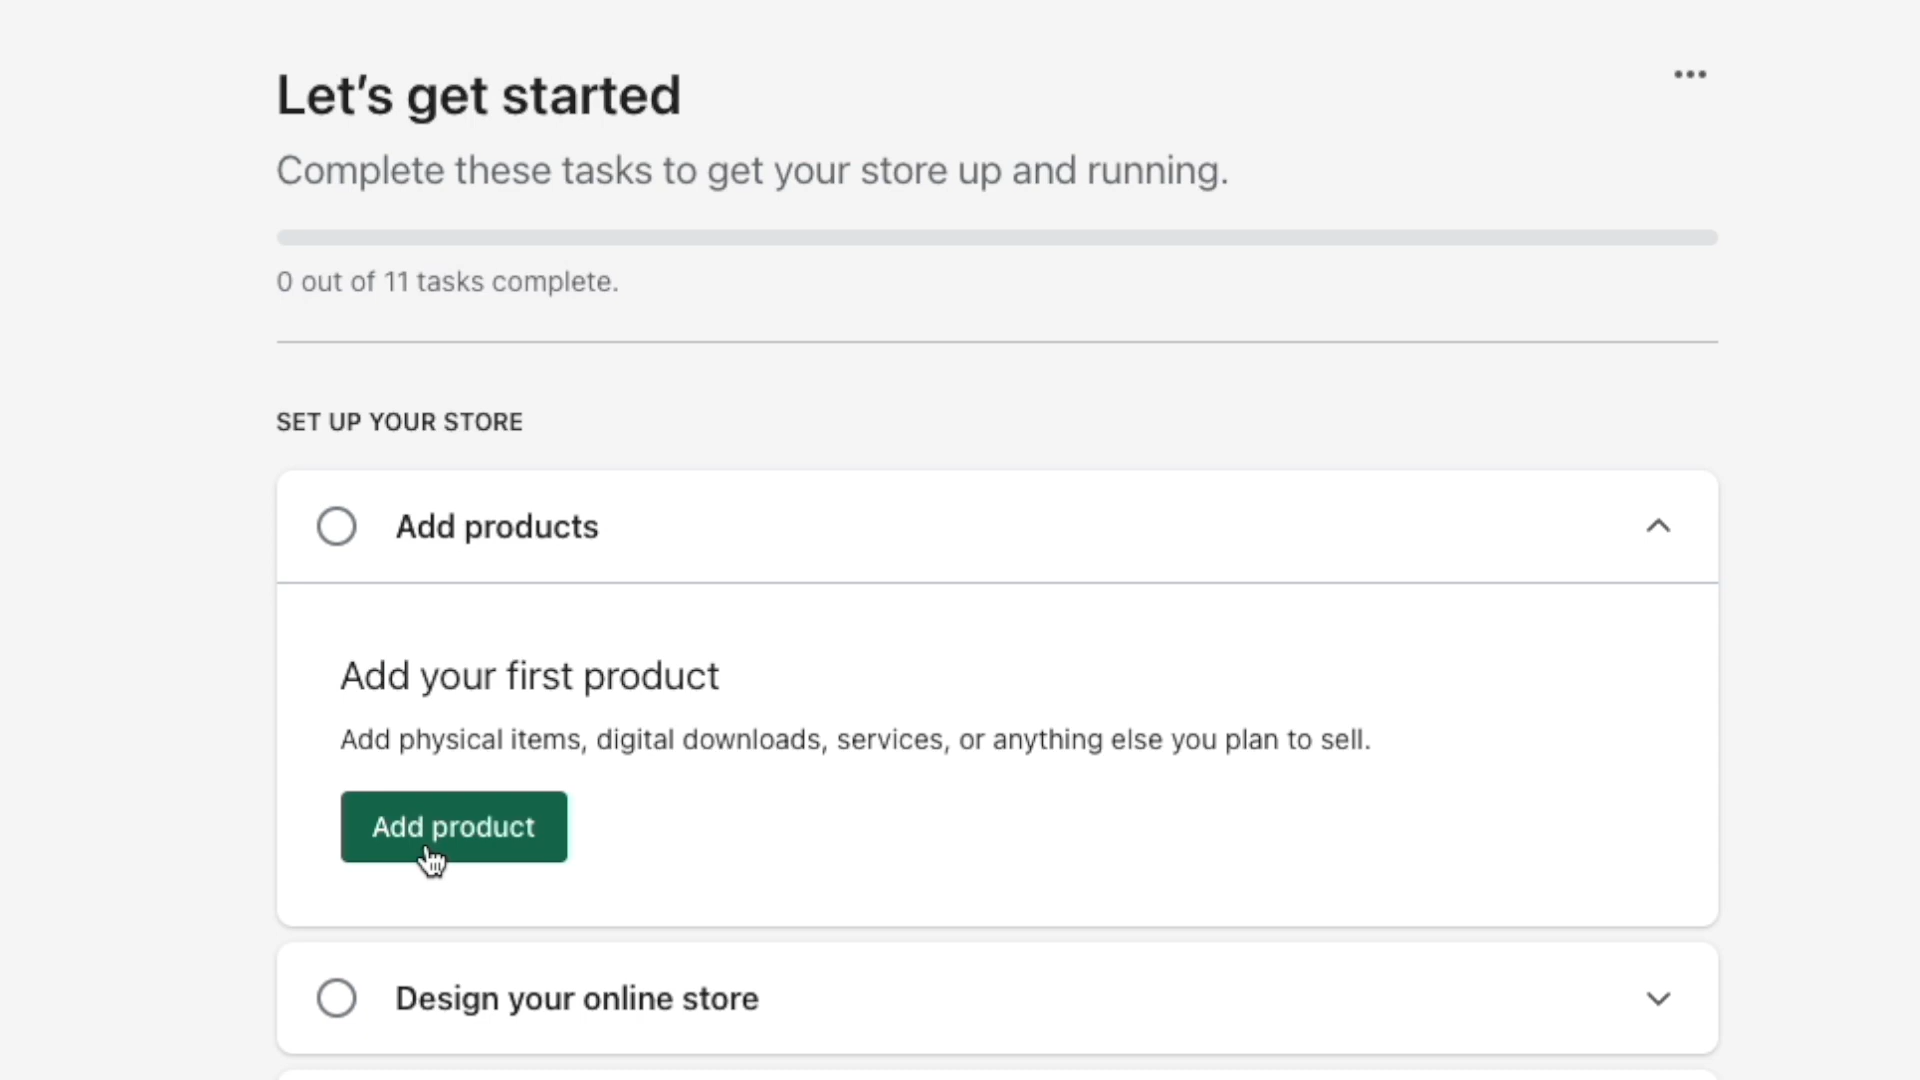 Let’s get started
Complete these tasks to get your store up and running.
0 out of 11 tasks complete.
SET UP YOUR STORE
Add products
Add your first product
Add physical items, digital downloads, services, or anything else you plan to sell.
Add product
Design your online store